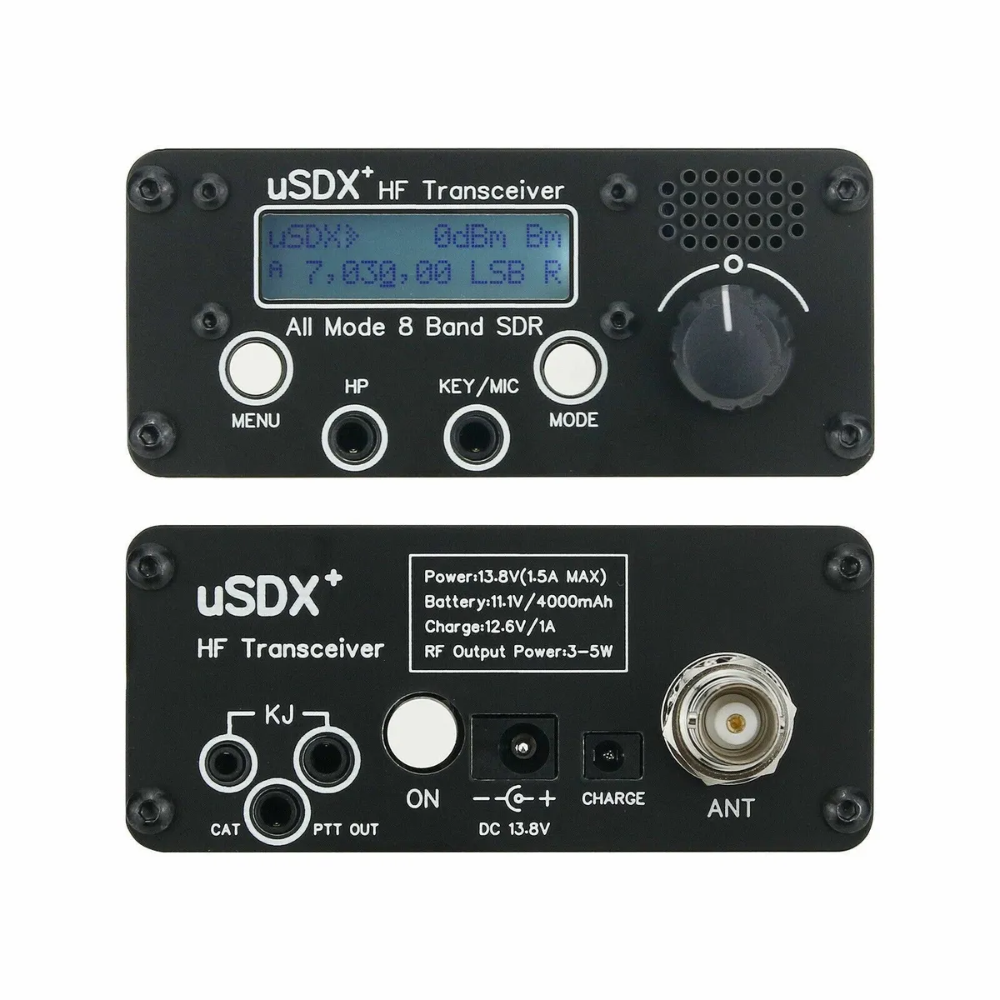 uSDX+ HF Transceiver
uSDX» 0dBm Bm
A 7,030,00 LSB R
All Mode 8 Band SDR
HP
KEY/MIC
MENU
MODE
uSDX+
HF Transceiver
Power:13.8V(1.5A MAX)
Battery:11.1V/4000mAh
Charge:12.6V/1A
RF Output Power:3-5W
KJ
ON
CHARGE
ANT
CAT
PTT OUT
DC 13.8V